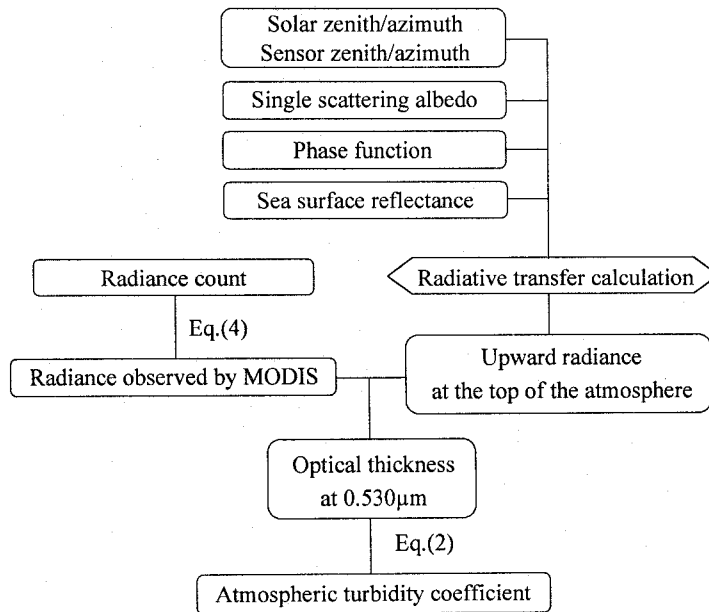 Solar zenith/azimuth
Sensor zenith/azimuth
Single scattering albedo
Phase function
Sea surface reflectance
Radiance count
Radiative transfer calculation
Eq.(4)
Upward radiance
at the top of the atmosphere
Radiance observed by MODIS
Optical thickness
at 0.530μm
Eq.(2)
Atmospheric turbidity coefficient